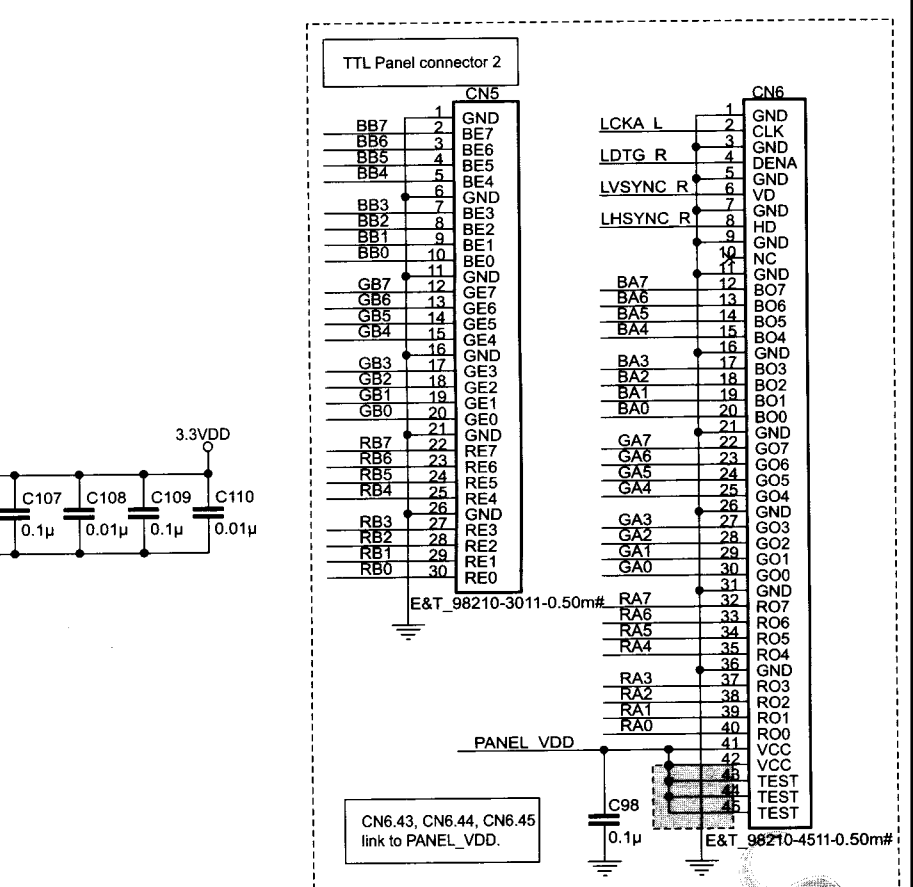 TTL Panel connector 2
CN5
1 GND
BB7 2 BE7
BB6 3 BE6
BB5 4 BE5
BB4 5 BE4
6 GND
BB3 7 BE3
BB2 8 BE2
BB1 9 BE1
BB0 10 BE0
11 GND
GB7 12 GE7
GB6 13 GE6
GB5 14 GE5
GB4 15 GE4
16 GND
GB3 17 GE3
GB2 18 GE2
GB1 19 GE1
GB0 20 GE0
21 GND
RB7 22 RE7
RB6 23 RE6
RB5 24 RE5
RB4 25 RE4
26 GND
RB3 27 RE3
RB2 28 RE2
RB1 29 RE1
RB0 30 RE0
E&T_98210-3011-0.50m#
CN6
1 GND
LCKA_L 2 CLK
3 GND
LDTG_R 4 DENA
5 GND
LVSYNC_R 6 VD
7 GND
LHSYNC_R 8 HD
9 GND
10 NC
11 GND
BA7 12 BO7
BA6 13 BO6
BA5 14 BO5
BA4 15 BO4
16 GND
BA3 17 BO3
BA2 18 BO2
BA1 19 BO1
BA0 20 BO0
21 GND
GA7 22 GO7
GA6 23 GO6
GA5 24 GO5
GA4 25 GO4
26 GND
GA3 27 GO3
GA2 28 GO2
GA1 29 GO1
GA0 30 GO0
31 GND
RA7 32 RO7
RA6 33 RO6
RA5 34 RO5
RA4 35 RO4
36 GND
RA3 37 RO3
RA2 38 RO2
RA1 39 RO1
RA0 40 RO0
PANEL_VDD 41 VCC
42 VCC
43 TEST
44 TEST
45 TEST
E&T_98210-4511-0.50m#
C98
0.1µ
CN6.43, CN6.44, CN6.45
link to PANEL_VDD.
3.3VDD
C107 C108 C109 C110
0.1µ 0.01µ 0.1µ 0.01µ